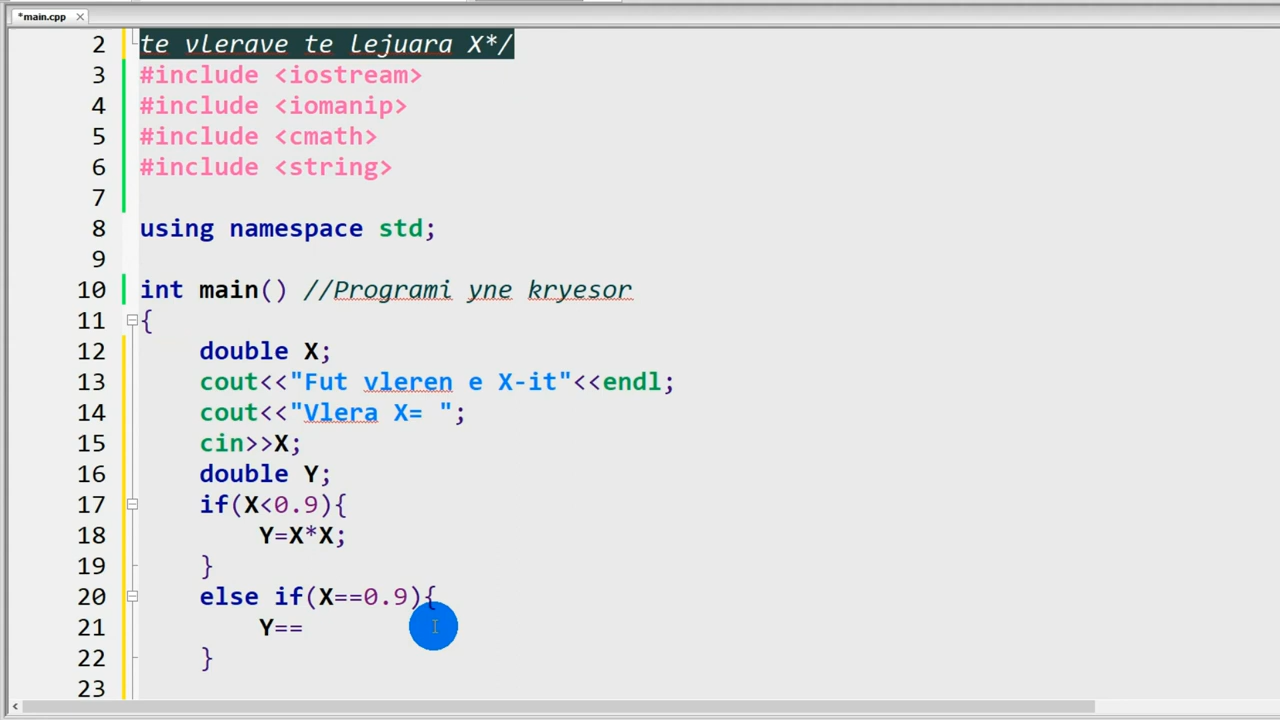 *main.cpp
2 te vlerave te lejuara X*/
3 #include <iostream>
4 #include <iomanip>
5 #include <cmath>
6 #include <string>
7
8 using namespace std;
9
10 int main() //Programi yne kryesor
11 {
12 double X;
13 cout<<"Fut vleren e X-it"<<endl;
14 cout<<"Vlera X= ";
15 cin>>X;
16 double Y;
17 if(X<0.9){
18 Y=X*X;
19 }
20 else if(X==0.9){
21 Y==
22 }
23